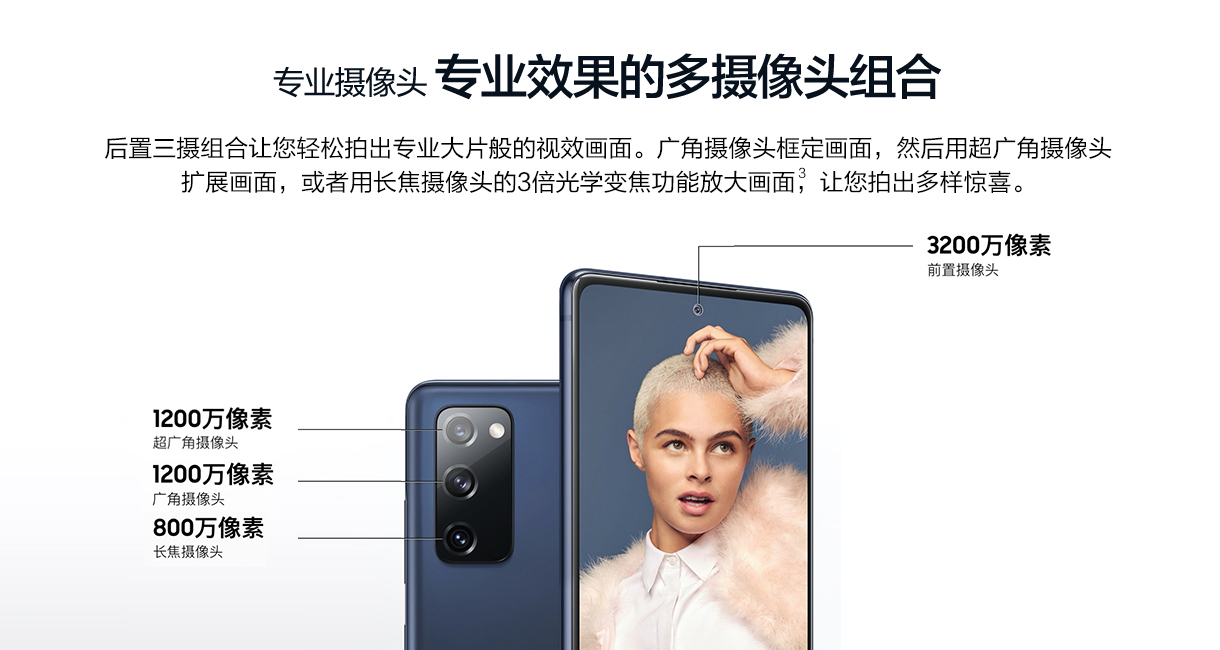 专业摄像头 专业效果的多摄像头组合
后置三摄组合让您轻松拍出专业大片般的视效画面。广角摄像头框定画面，然后用超广角摄像头
扩展画面，或者用长焦摄像头的3倍光学变焦功能放大画面3，让您拍出多样惊喜。
3200万像素
前置摄像头
1200万像素
超广角摄像头
1200万像素
广角摄像头
800万像素
长焦摄像头